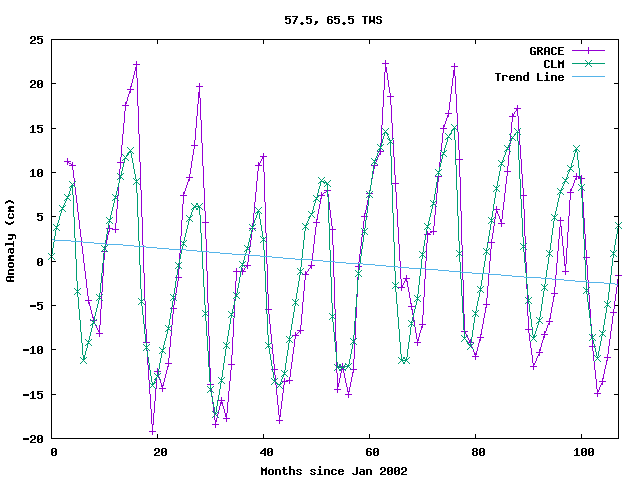 57.5, 65.5 TWS
GRACE
CLM
Trend Line
25
20
15
10
5
0
-5
-10
-15
-20
Anomaly (cm)
0 20 40 60 80 100
Months since Jan 2002